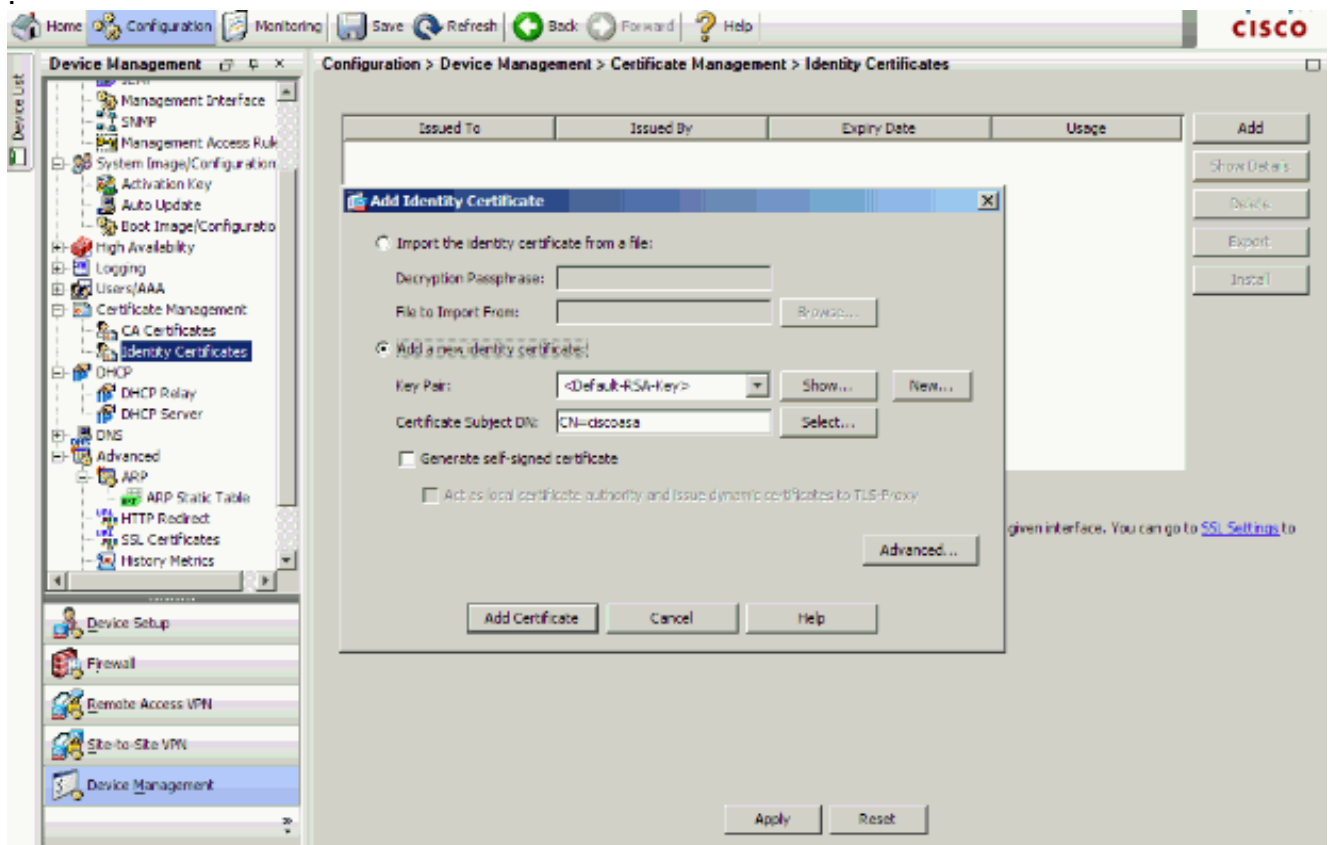 Home Configuration Monitoring Save Refresh Back Forward Help
CISCO
Device List
Device Management
Configuration > Device Management > Certificate Management > Identity Certificates
Management Interface
SNMP
Management Access Rule
System Image/Configuration
Activation Key
Auto Update
Boot Image/Configuratio
High Availability
Logging
Users/AAA
Certificate Management
CA Certificates
Identity Certificates
DHCP
DHCP Relay
DHCP Server
DNS
Advanced
ARP
ARP Static Table
HTTP Redirect
SSL Certificates
History Metrics
Device Setup
Firewall
Remote Access VPN
Site-to-Site VPN
Device Management
Issued To Issued By Expiry Date Usage
Add
Show Details
Delete
Export
Install
Add Identity Certificate
Import the identity certificate from a file:
Decryption Passphrase:
File to Import From: Browse...
Add a new identity certificate:
Key Pair: <Default-RSA-Key> Show... New...
Certificate Subject DN: CN=ciscoasa Select...
Generate self-signed certificate
Act as local certificate authority and issue dynamic certificates to TLS-Proxy
Advanced...
Add Certificate Cancel Help
given interface. You can go to SSL Settings to
Apply Reset